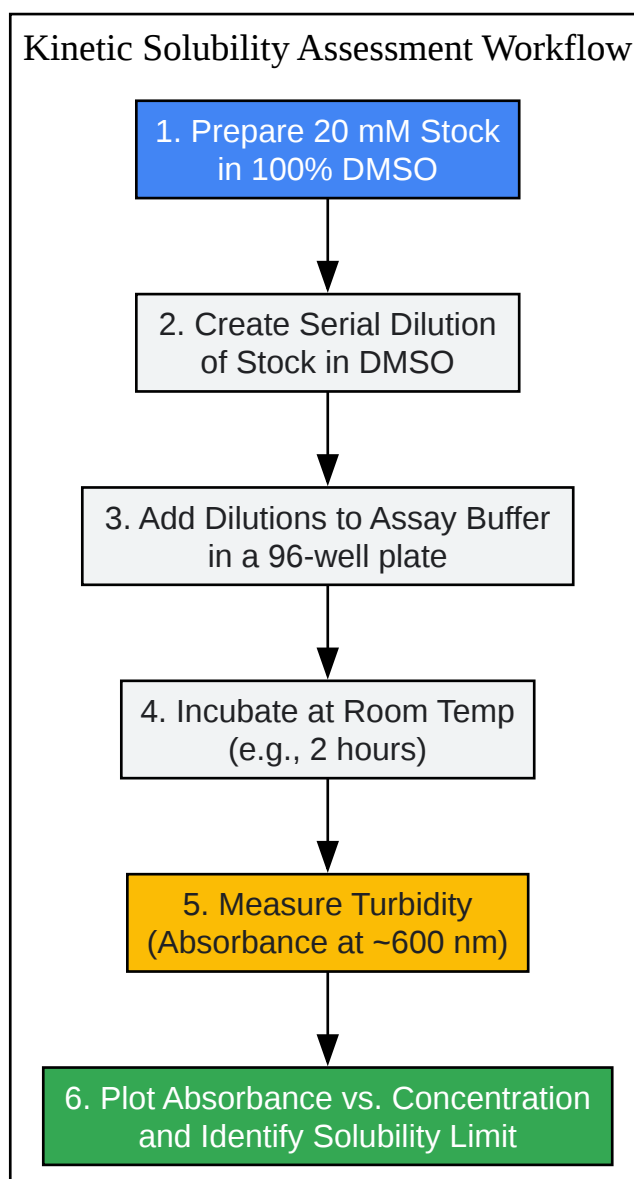 Kinetic Solubility Assessment Workflow
1. Prepare 20 mM Stock
in 100% DMSO
2. Create Serial Dilution
of Stock in DMSO
3. Add Dilutions to Assay Buffer
in a 96-well plate
4. Incubate at Room Temp
(e.g., 2 hours)
5. Measure Turbidity
(Absorbance at ~600 nm)
6. Plot Absorbance vs. Concentration
and Identify Solubility Limit